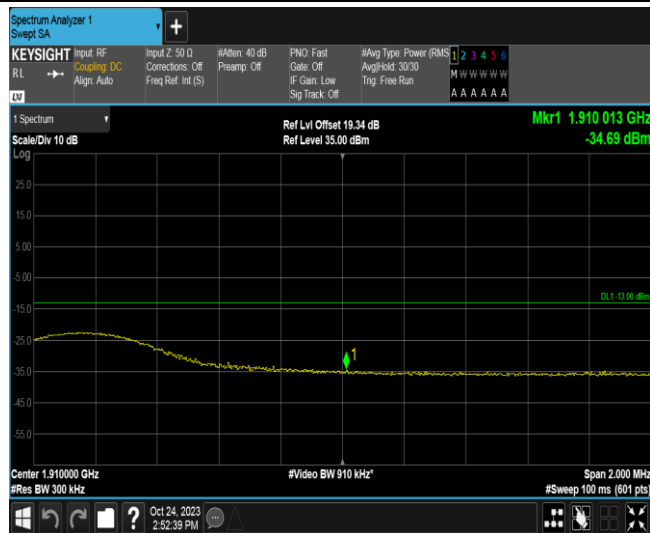 Spectrum Analyzer 1
Swept SA
+
KEYSIGHT
RL
LXI
Input: RF
Coupling: DC
Align: Auto
Input Z: 50 Ω
Corrections: Off
Freq Ref: Int (S)
#Atten: 40 dB
Preamp: Off
PNO: Fast
Gate: Off
IF Gain: Low
Sig Track: Off
#Avg Type: Power (RMS
Avg|Hold: 30/30
Trig: Free Run
1 2 3 4 5 6
M W W W W W
A A A A A A
1 Spectrum
Scale/Div 10 dB
Ref Lvl Offset 19.34 dB
Ref Level 35.00 dBm
Mkr1 1.910 013 GHz
-34.69 dBm
Log
25.0
15.0
5.00
-5.00
DL1 -13.00 dBm
-15.0
-25.0
1
-35.0
-45.0
-55.0
Center 1.910000 GHz
#Video BW 910 kHz*
Span 2.000 MHz
#Res BW 300 kHz
#Sweep 100 ms (601 pts)
?
Oct 24, 2023
2:52:39 PM